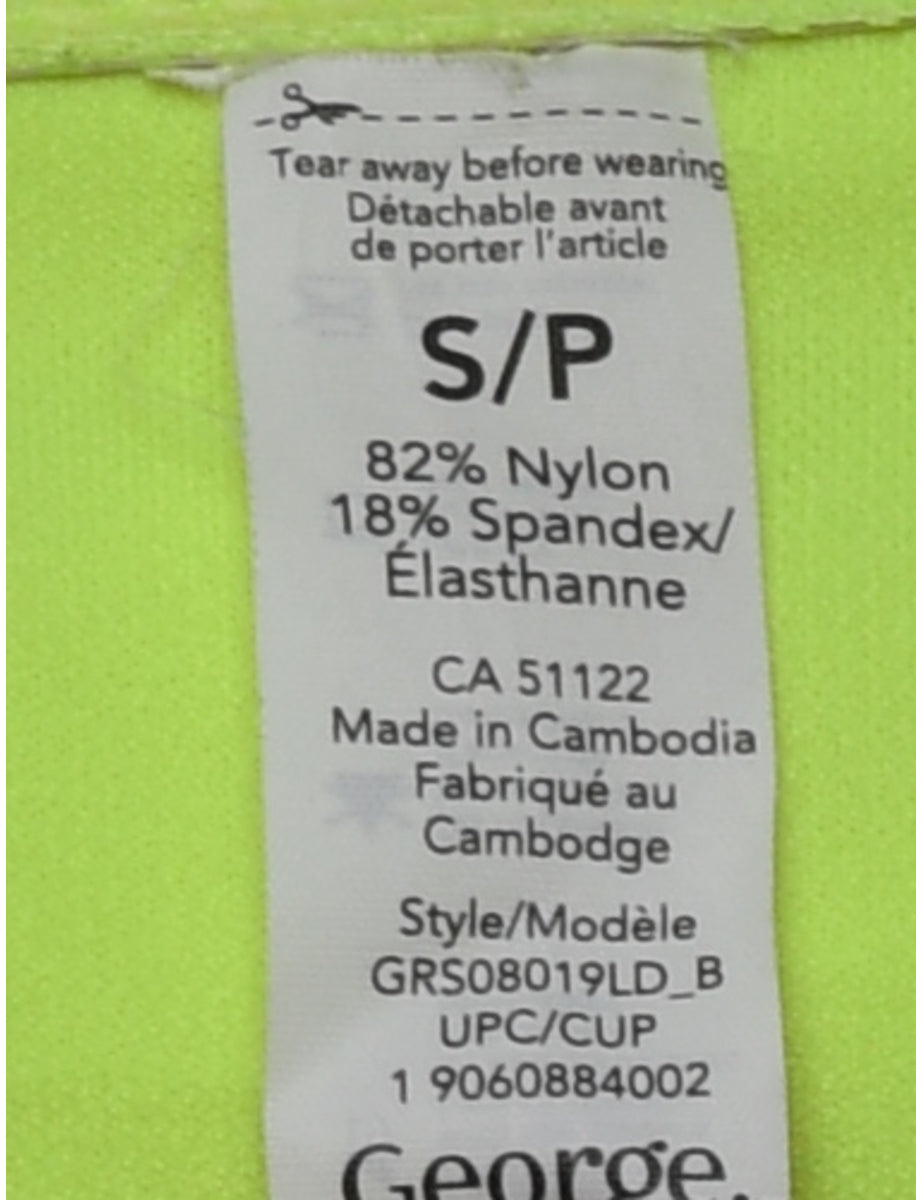 Tear away before wearing
Détachable avant
de porter l'article
S/P
82% Nylon
18% Spandex/
Élasthanne
CA 51122
Made in Cambodia
Fabriqué au
Cambodge
Style/Modèle
GRS08019LD_B
UPC/CUP
1 9060884002
George.